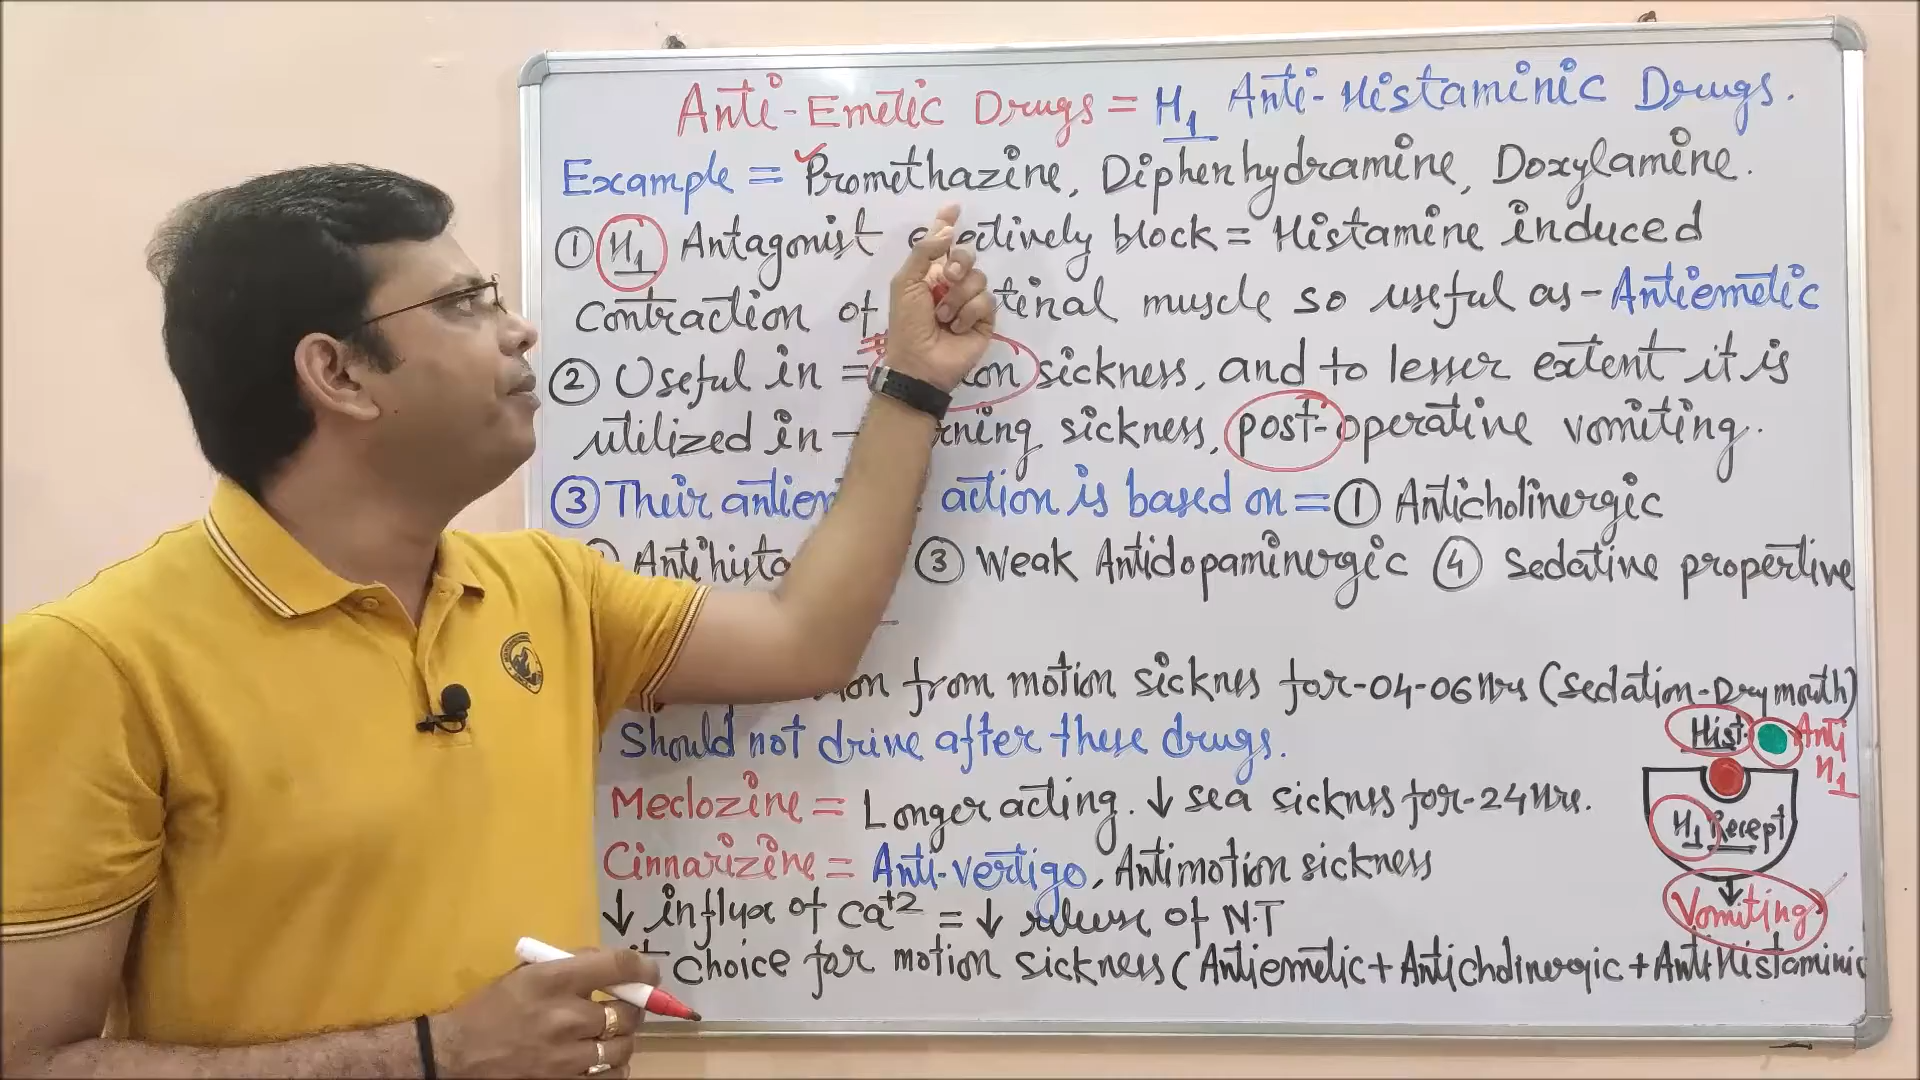 Anti-Emetic Drugs = H1 Anti-Histaminic Drugs.
Example = Promethazine, Diphenhydramine, Doxylamine.
① H1 Antagonist block = Histamine induced
contraction of muscle so useful as - Antiemetic
② Useful in = sickness, and to lesser extent it is
utilized in - sickness, post-operative vomiting.
③ Their action is based on = ① Anticholinergic
③ Weak Antidopaminergic ④ Sedative propertive
from motion sicknes for-04-06 Hrs (Sedation-Dry mouth)
Should not drive after these drugs.
Meclozine = Longer acting. ↓ sea sicknss for-24 Hrs.
Cinnarizine = Anti-vertigo, Antimotion sickness
↓ influx of Ca+2 = ↓ release of N.T
choice for motion sickness (Antiemetic + Anticholinergic + AntiHistaminic
Hist.
Anti
H1
H1 Recept
↓
Vomiting